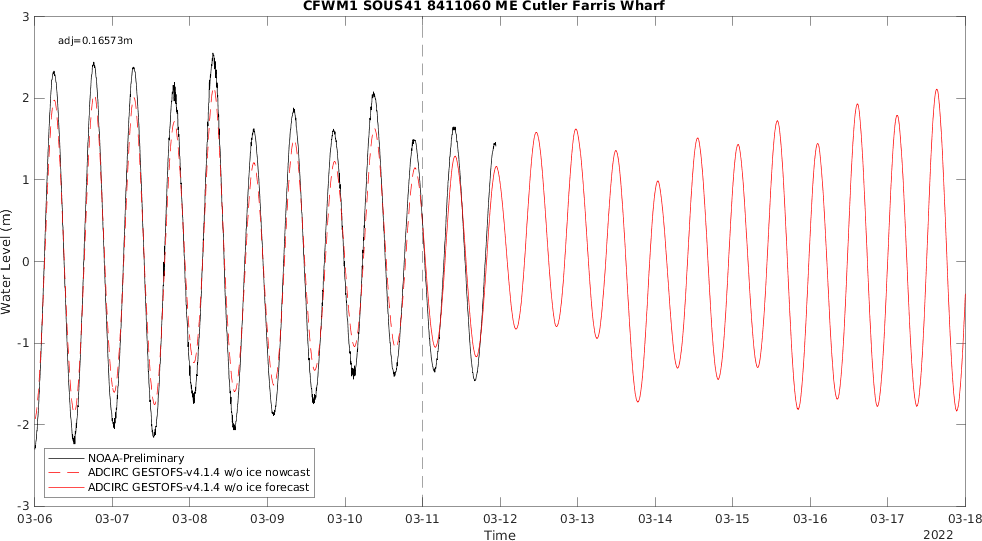 CFWM1 SOUS41 8411060 ME Cutler Farris Wharf
adj=0.16573m
3
2
1
0
-1
-2
-3
Water Level (m)
NOAA-Preliminary
ADCIRC GESTOFS-v4.1.4 w/o ice nowcast
ADCIRC GESTOFS-v4.1.4 w/o ice forecast
03-06 03-07 03-08 03-09 03-10 03-11 03-12 03-13 03-14 03-15 03-16 03-17 03-18
Time
2022